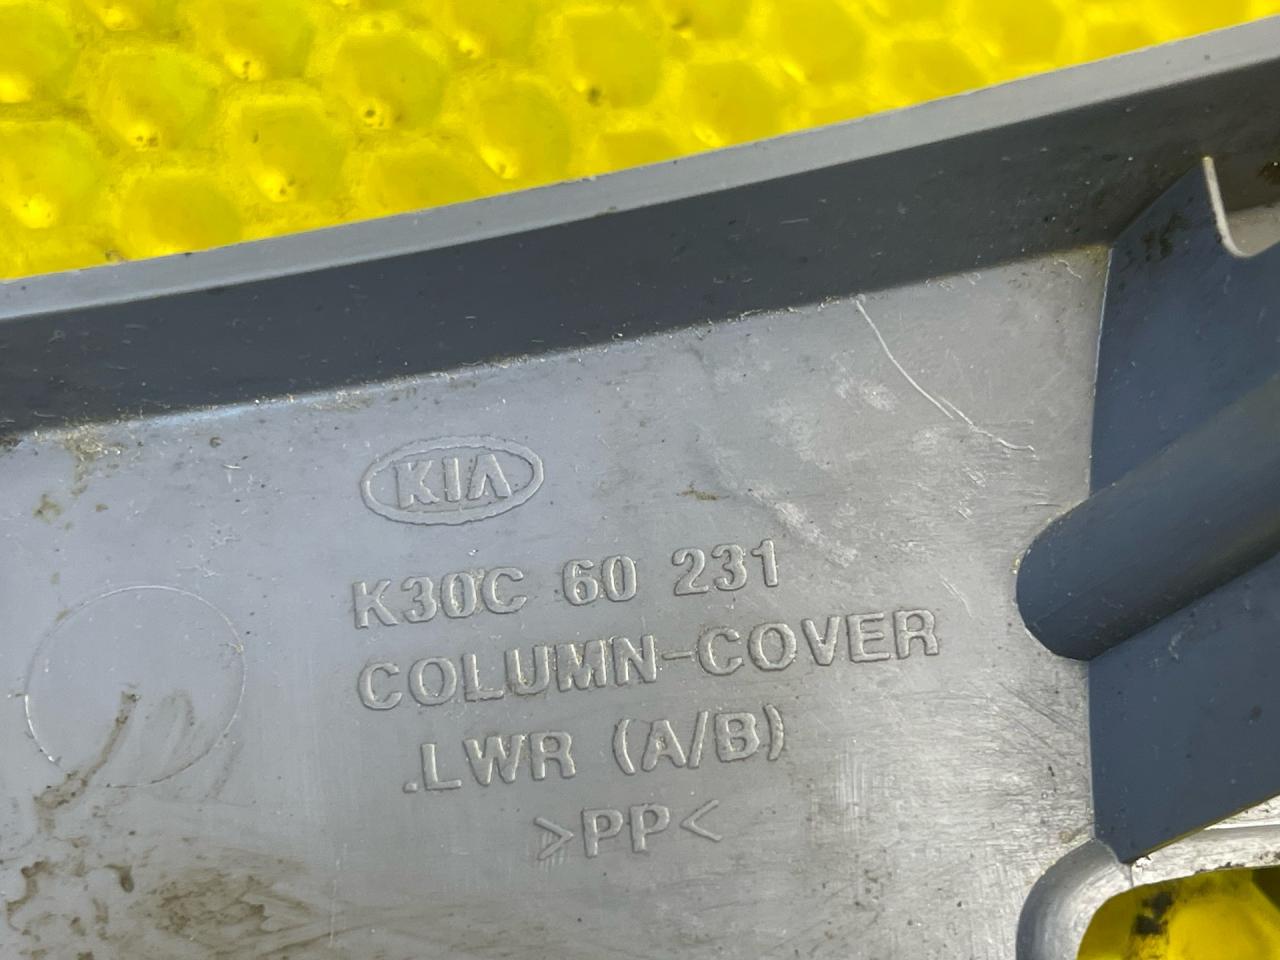 KIA
K30C 60 231
COLUMN-COVER
.LWR (A/B)
>PP<